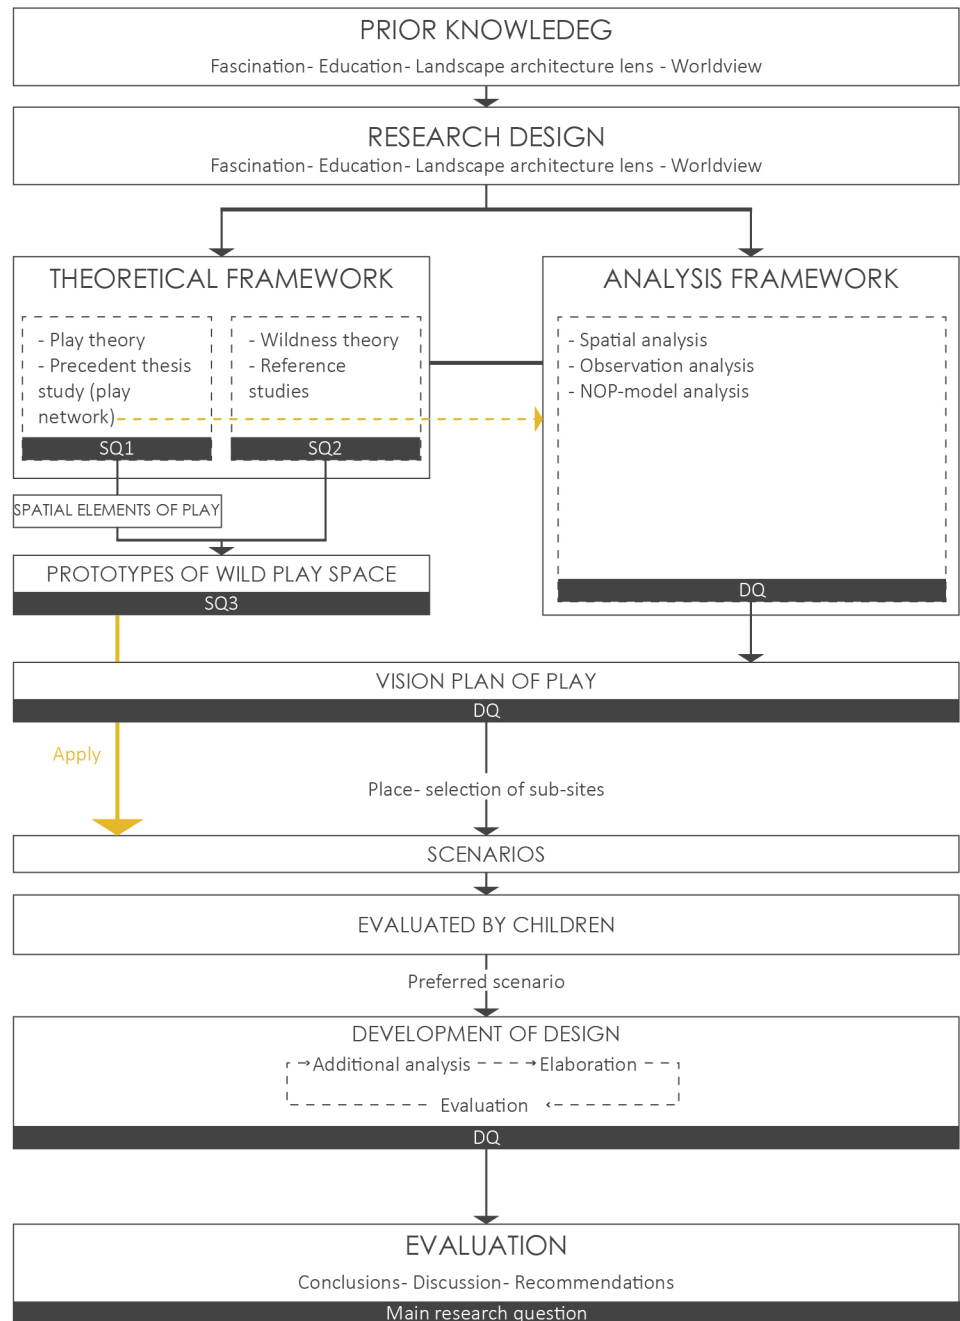 PRIOR KNOWLEDEG
Fascination- Education- Landscape architecture lens - Worldview
RESEARCH DESIGN
Fascination- Education- Landscape architecture lens - Worldview
THEORETICAL FRAMEWORK
- Play theory
- Precedent thesis
study (play
network)
SQ1
- Wildness theory
- Reference
studies
SQ2
ANALYSIS FRAMEWORK
- Spatial analysis
- Observation analysis
- NOP-model analysis
DQ
SPATIAL ELEMENTS OF PLAY
PROTOTYPES OF WILD PLAY SPACE
SQ3
VISION PLAN OF PLAY
DQ
Apply
Place- selection of sub-sites
SCENARIOS
EVALUATED BY CHILDREN
Preferred scenario
DEVELOPMENT OF DESIGN
Additional analysis
Elaboration
Evaluation
DQ
EVALUATION
Conclusions- Discussion- Recommendations
Main research question